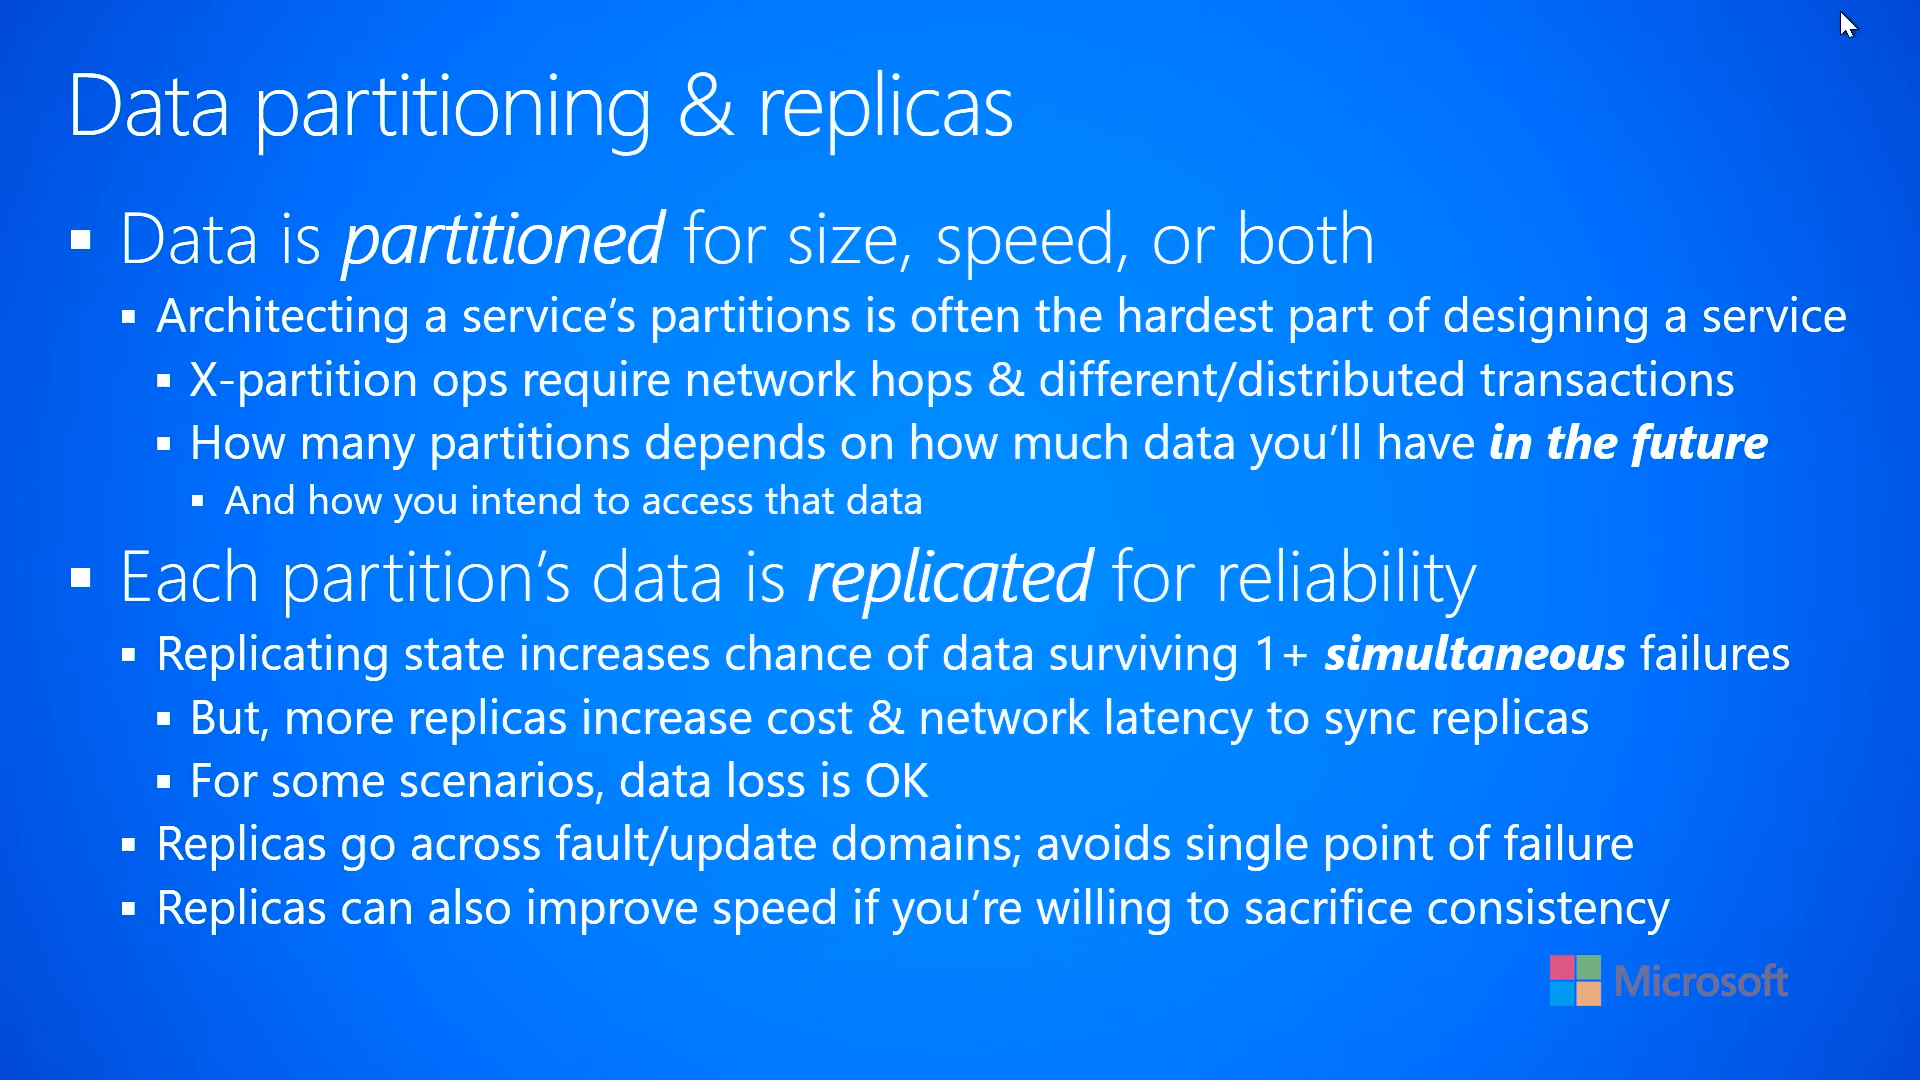 Data partitioning & replicas
▪ Data is partitioned for size, speed, or both
▪ Architecting a service’s partitions is often the hardest part of designing a service
▪ X-partition ops require network hops & different/distributed transactions
▪ How many partitions depends on how much data you’ll have in the future
▪ And how you intend to access that data
▪ Each partition’s data is replicated for reliability
▪ Replicating state increases chance of data surviving 1+ simultaneous failures
▪ But, more replicas increase cost & network latency to sync replicas
▪ For some scenarios, data loss is OK
▪ Replicas go across fault/update domains; avoids single point of failure
▪ Replicas can also improve speed if you’re willing to sacrifice consistency
Microsoft